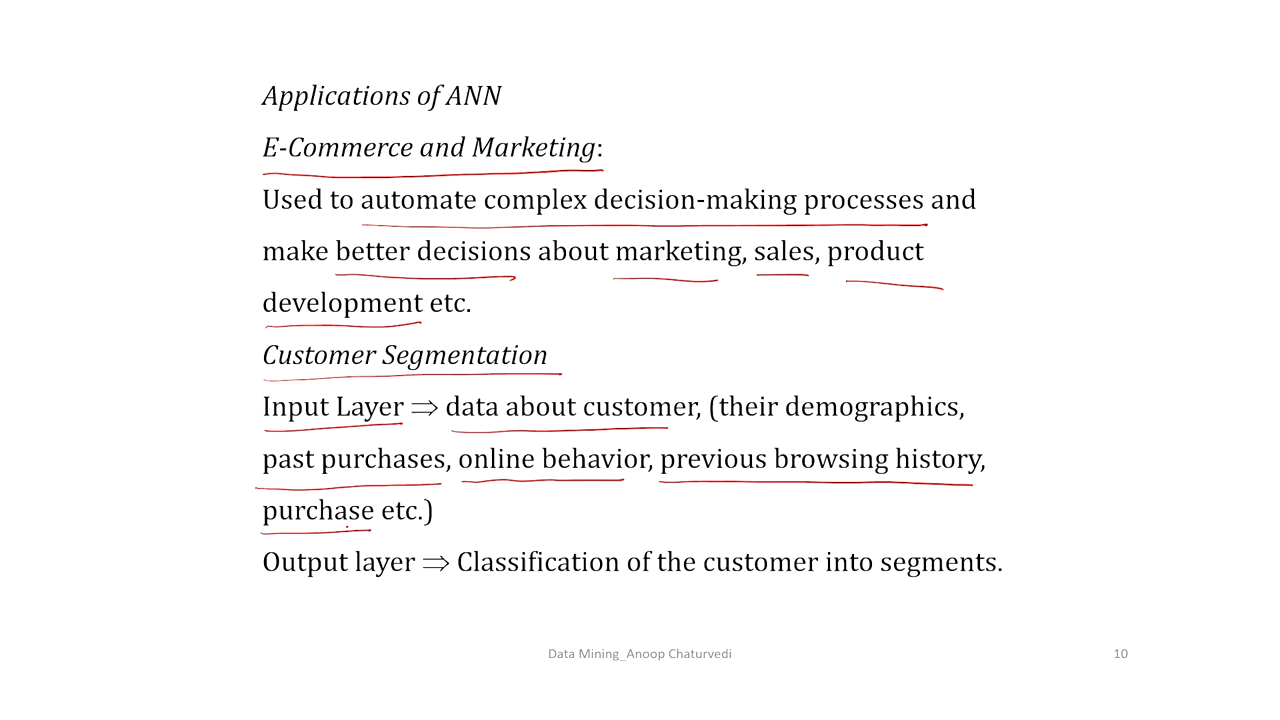 Applications of ANN
E-Commerce and Marketing:
Used to automate complex decision-making processes and
make better decisions about marketing, sales, product
development etc.
Customer Segmentation
Input Layer ⇒ data about customer, (their demographics,
past purchases, online behavior, previous browsing history,
purchase etc.)
Output layer ⇒ Classification of the customer into segments.
Data Mining_Anoop Chaturvedi
10